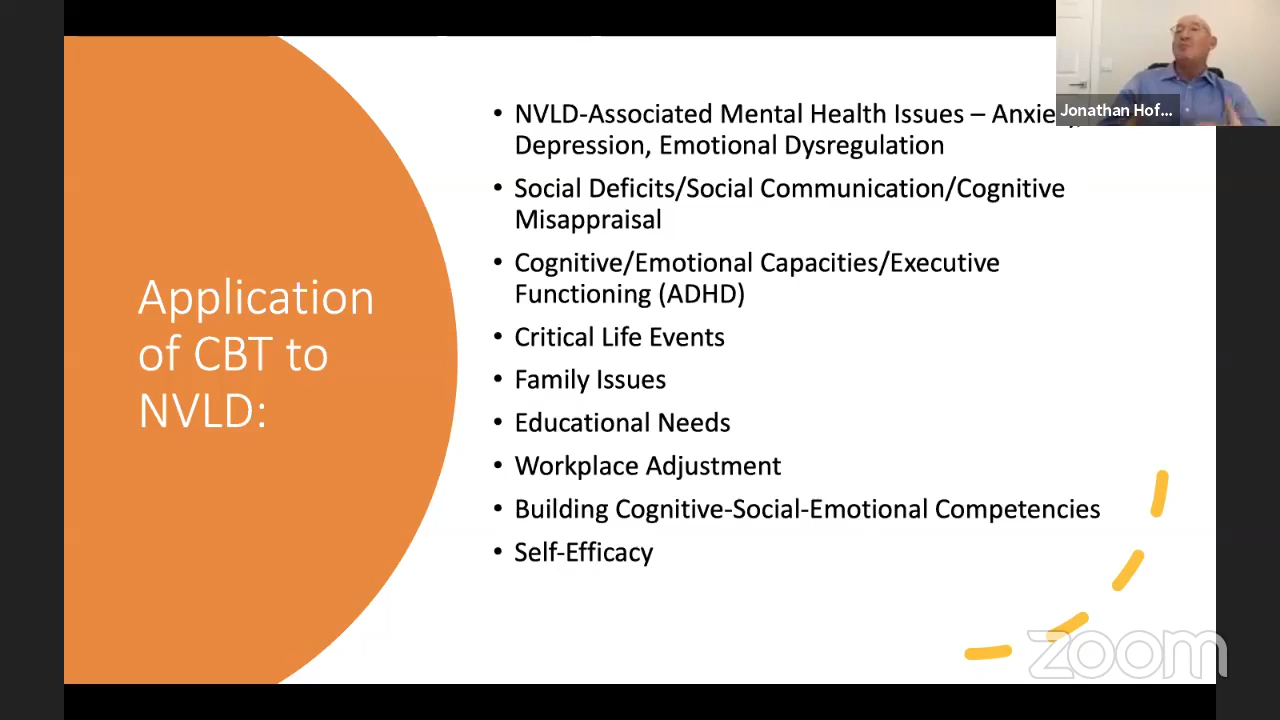 Jonathan Hof...
Application
of CBT to
NVLD:
• NVLD-Associated Mental Health Issues –
Depression, Emotional Dysregulation
• Social Deficits/Social Communication/Cognitive
Misappraisal
• Cognitive/Emotional Capacities/Executive
Functioning (ADHD)
• Critical Life Events
• Family Issues
• Educational Needs
• Workplace Adjustment
• Building Cognitive-Social-Emotional Competencies
• Self-Efficacy
zoom